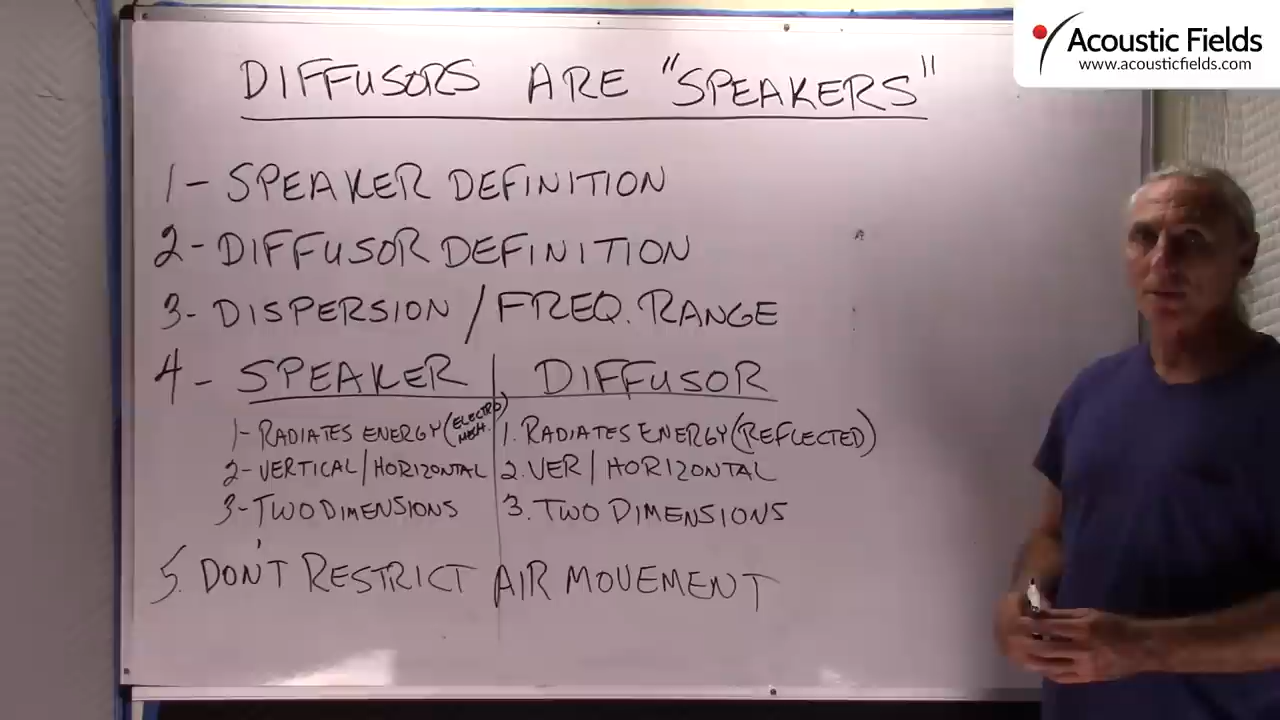 Acoustic Fields
www.acousticfields.com
DIFFUSORS ARE "SPEAKERS"
1- SPEAKER DEFINITION
2- DIFFUSOR DEFINITION
3- DISPERSION / FREQ. RANGE
4- SPEAKER | DIFFUSOR
1- RADIATES ENERGY (ELECTRO MECH.) 1. RADIATES ENERGY (REFLECTED)
2- VERTICAL/HORIZONTAL 2. VER/HORIZONTAL
3- TWO DIMENSIONS 3. TWO DIMENSIONS
5. DON'T RESTRICT AIR MOVEMENT